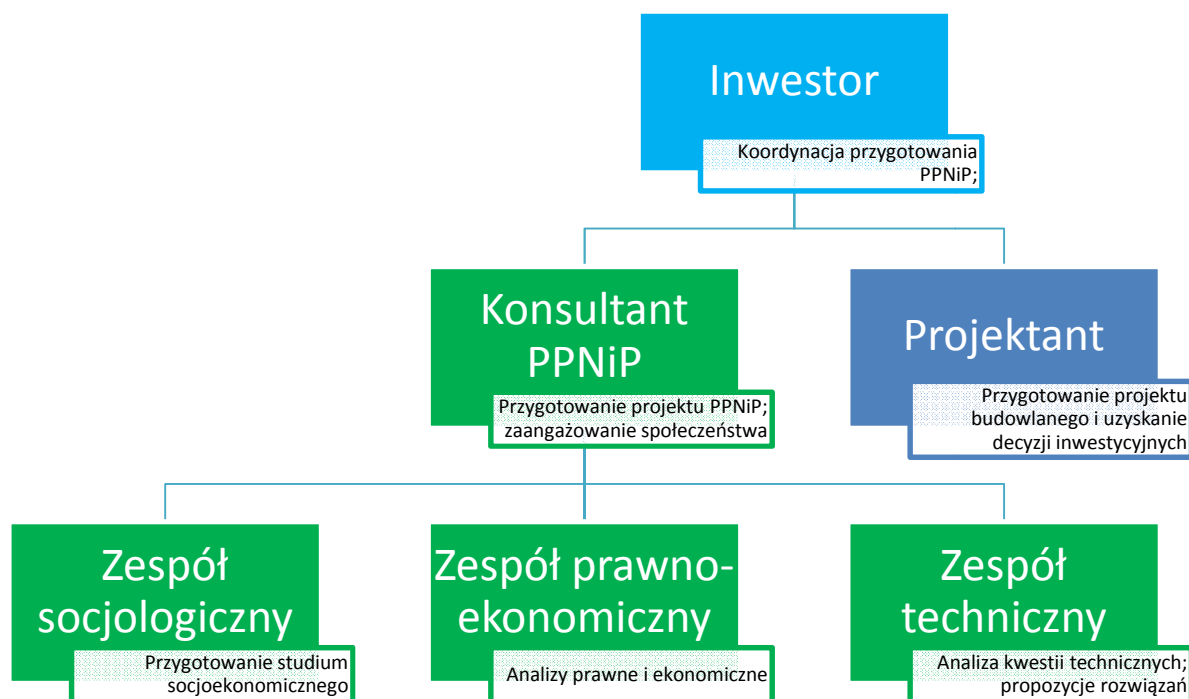 Inwestor
Koordynacja przygotowania
PPNiP;
Konsultant
PPNiP
Przygotowanie projektu PPNiP;
zaangażowanie społeczeństwa
Projektant
Przygotowanie projektu
budowlanego i uzyskanie
decyzji inwestycyjnych
Zespół
socjologiczny
Przygotowanie studium
socjoekonomicznego
Zespół prawno-
ekonomiczny
Analizy prawne i ekonomiczne
Zespół
techniczny
Analiza kwestii technicznych;
propozycje rozwiązań